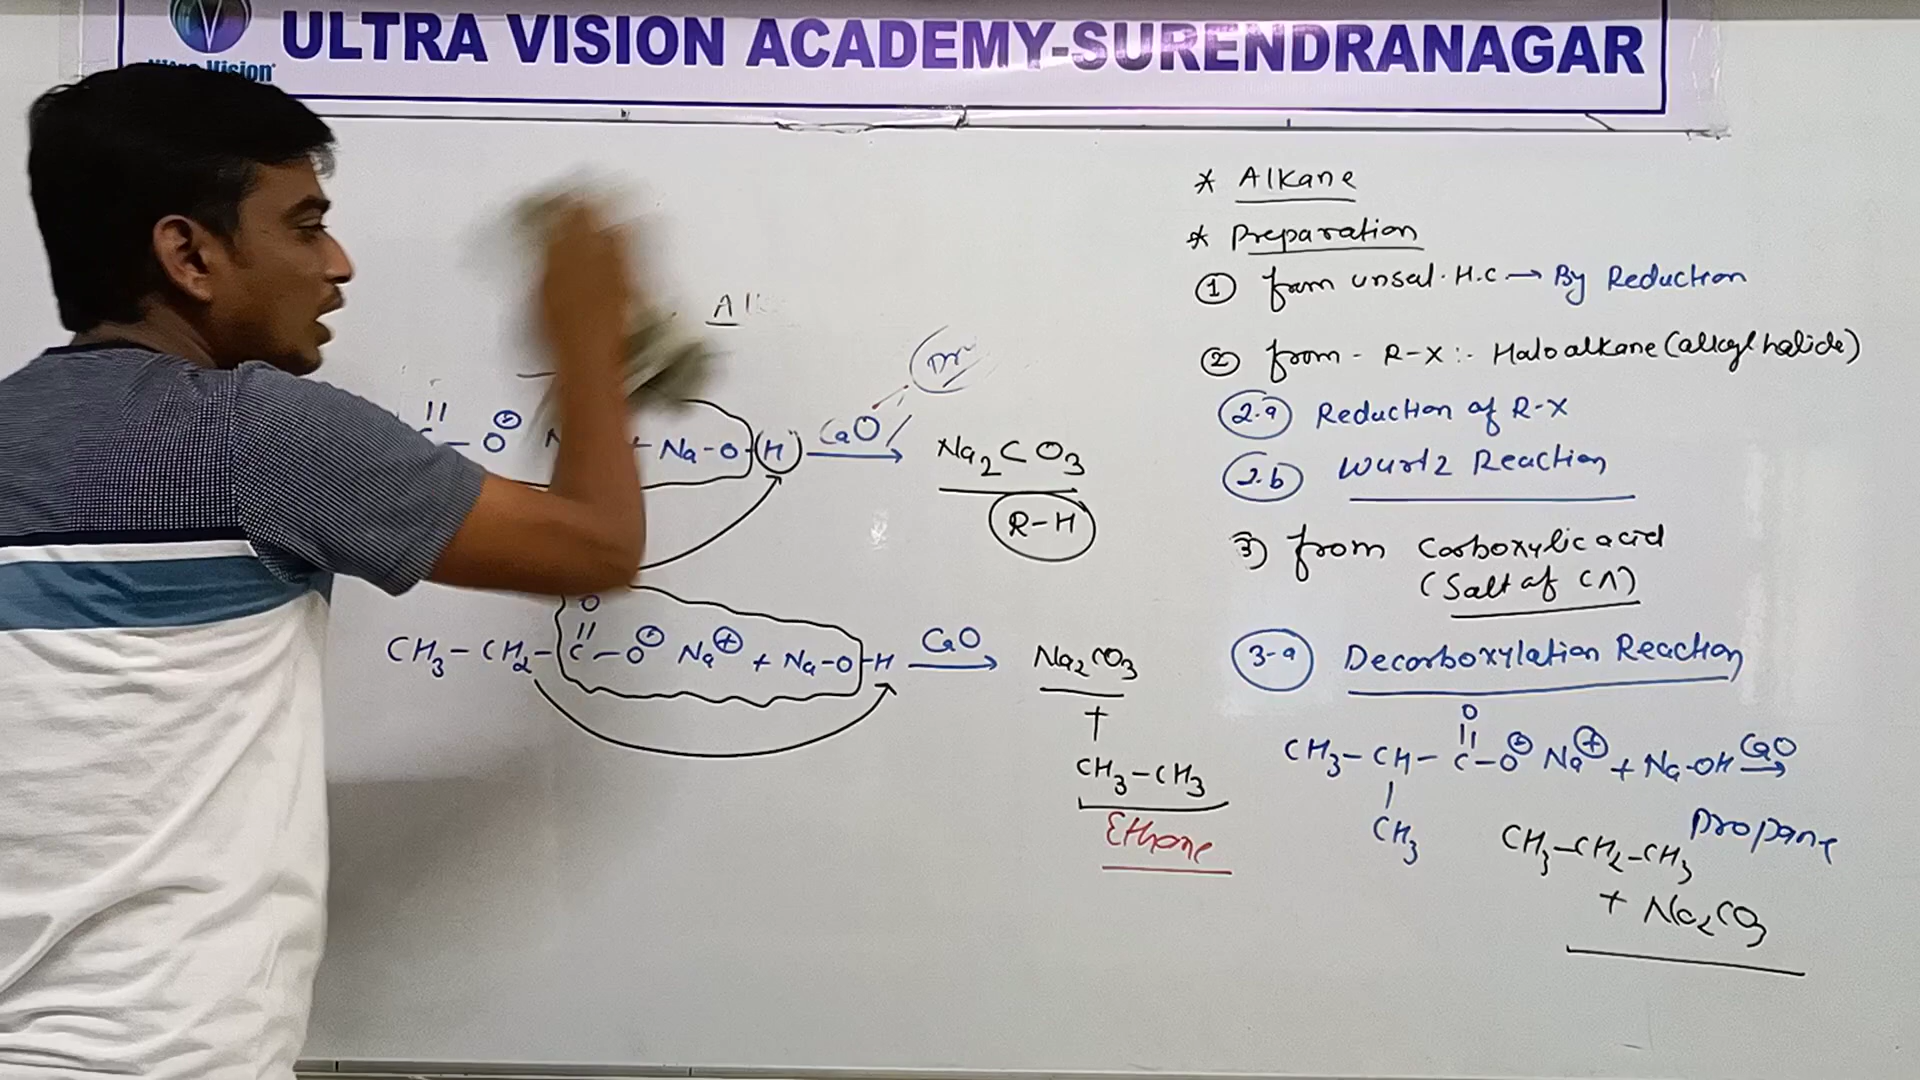 ULTRA VISION ACADEMY-SURENDRANAGAR
Vision
O⊖ + Na-O-H CaO Na₂CO₃
R-H
O
||
CH₃-CH₂-C-O⊖ Na⊕ + Na-O-H CaO → Na₂CO₃
+
CH₃-CH₃
Ethane
* Alkane
* Preparation
① from unsat. H.C → By Reduction
② from - R-X :- Haloalkane (alkyl halide)
2.a Reduction of R-X
2.b Wurtz Reaction
3) from Carboxylic acid
(Salt of CA)
3-a Decarboxylation Reaction
O
||
CH₃-CH-C-O⊖ Na⊕ + Na-OH CaO →
|
CH₃
CH₃-CH₂-CH₃ Propane
+ Na₂CO₃